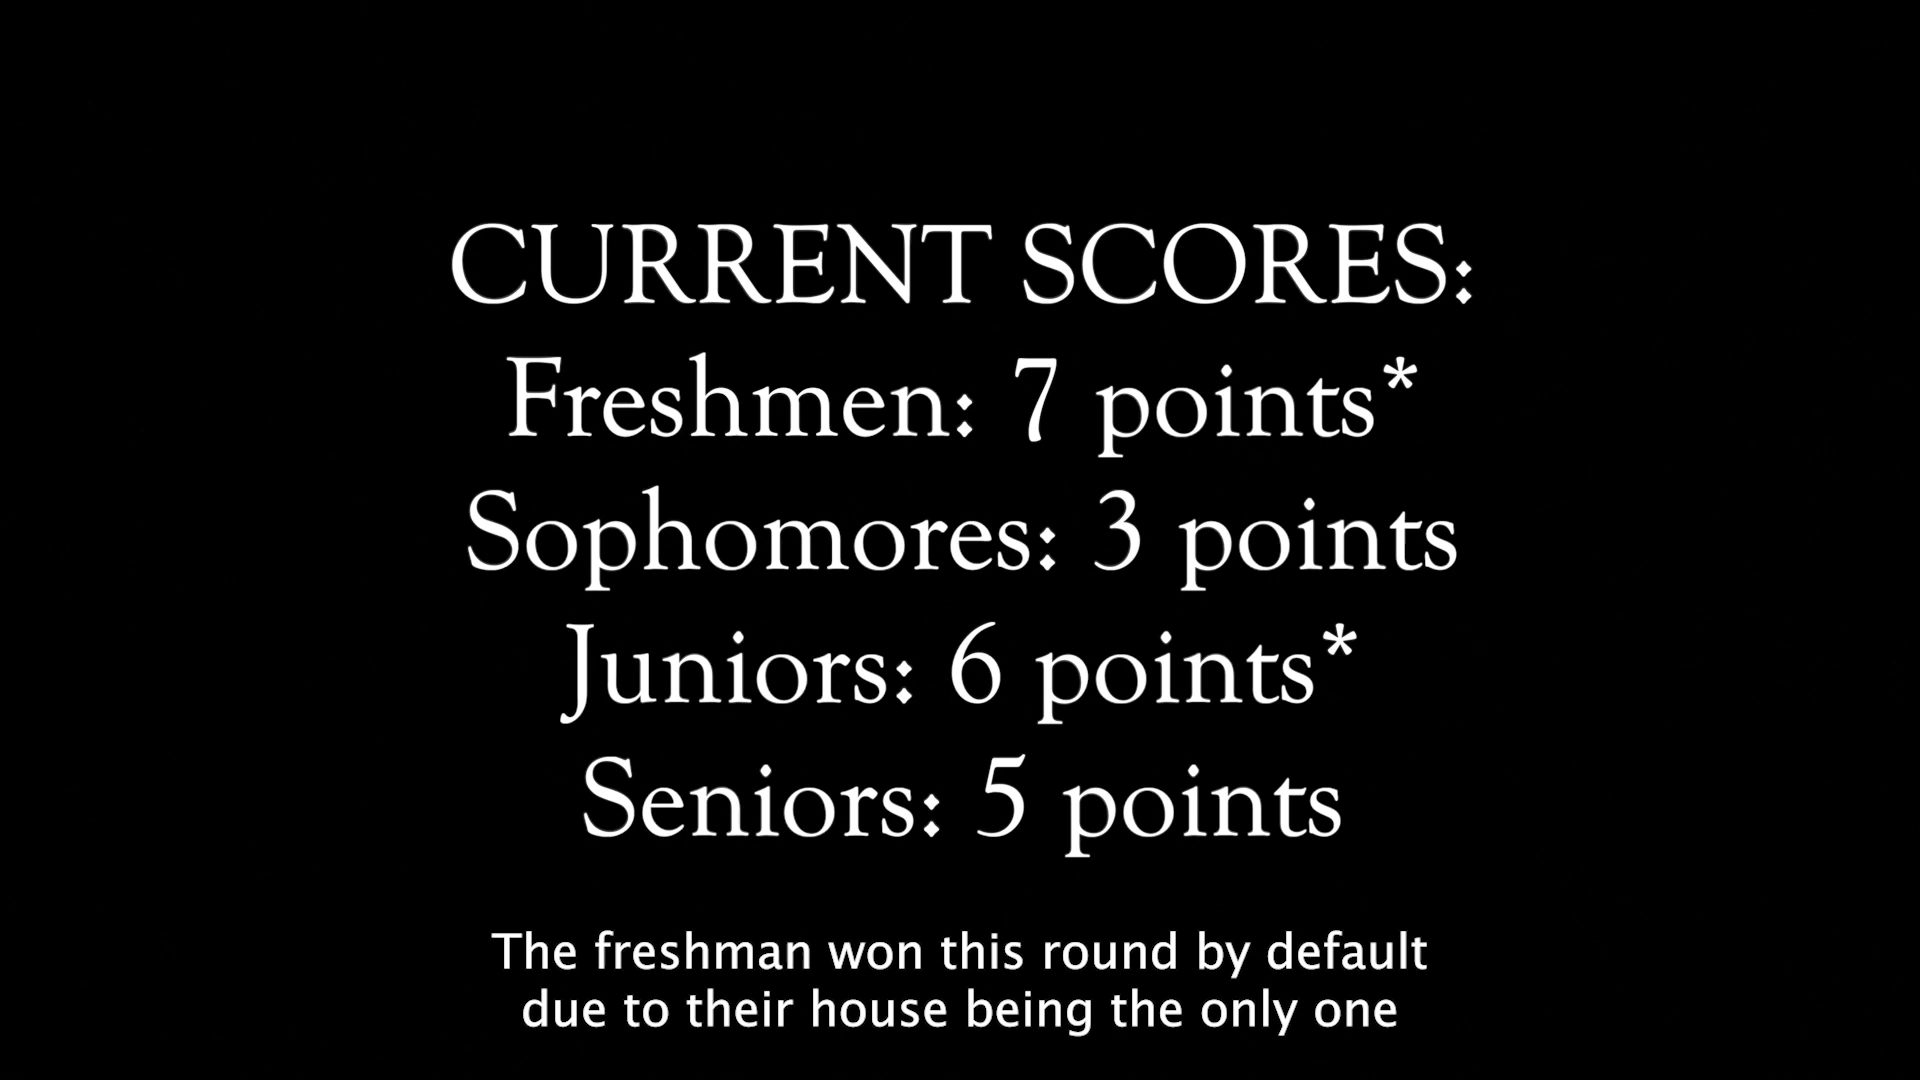 CURRENT SCORES:
Freshmen: 7 points*
Sophomores: 3 points
Juniors: 6 points*
Seniors: 5 points
The freshman won this round by default
due to their house being the only one